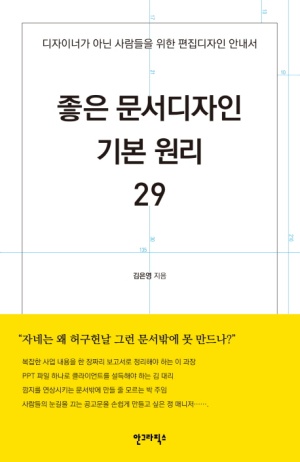 디자이너가 아닌 사람들을 위한 편집디자인 안내서
좋은 문서디자인
기본 원리
29
김은영 지음
“자네는 왜 허구헌날 그런 문서밖에 못 만드나?”
복잡한 사업 내용을 한 장짜리 보고서로 정리해야 하는 이 과장
PPT 파일 하나로 클라이언트를 설득해야 하는 김 대리
깜지를 연상시키는 문서밖에 만들 줄 모르는 박 주임
사람들의 눈길을 끄는 공고문을 손쉽게 만들고 싶은 정 매니저…….
안그라픽스